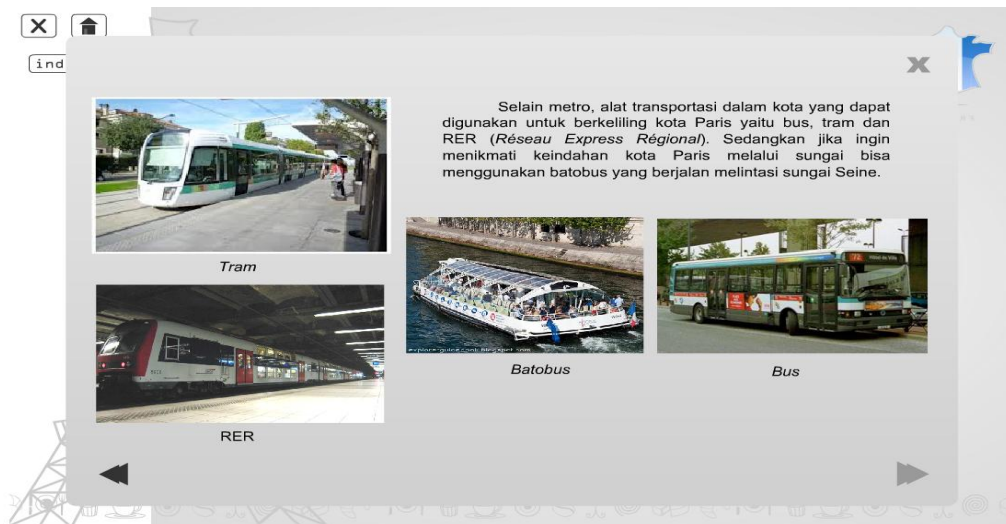 ind
Selain metro, alat transportasi dalam kota yang dapat
digunakan untuk berkeliling kota Paris yaitu bus, tram dan
RER (Réseau Express Régional). Sedangkan jika ingin
menikmati keindahan kota Paris melalui sungai bisa
menggunakan batobus yang berjalan melintasi sungai Seine.
Tram
Batobus
Bus
RER